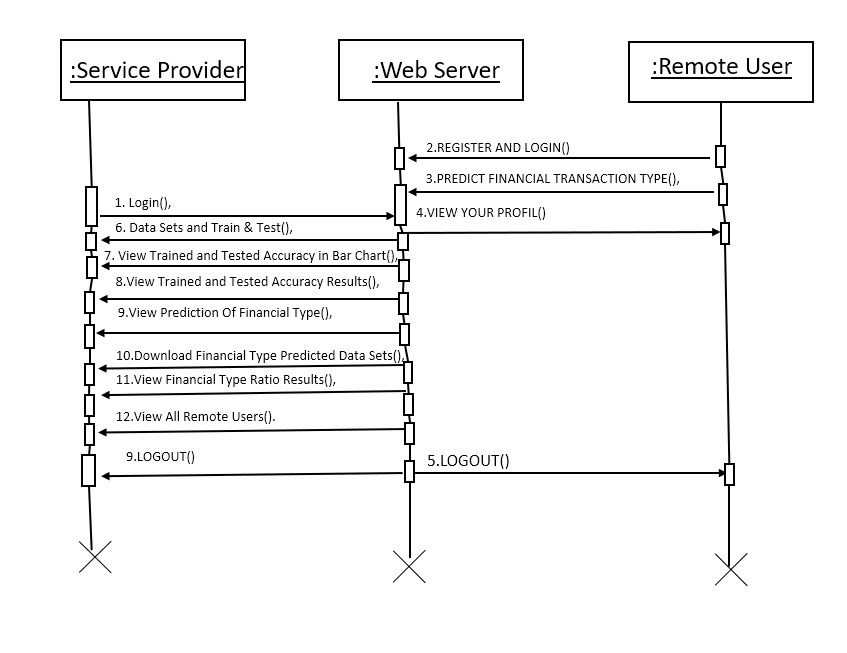 :Service Provider
:Web Server
:Remote User
2.REGISTER AND LOGIN()
3.PREDICT FINANCIAL TRANSACTION TYPE(),
1. Login(),
4.VIEW YOUR PROFIL()
6. Data Sets and Train & Test(),
7. View Trained and Tested Accuracy in Bar Chart(),
8.View Trained and Tested Accuracy Results(),
9.View Prediction Of Financial Type(),
10.Download Financial Type Predicted Data Sets(),
11.View Financial Type Ratio Results(),
12.View All Remote Users().
9.LOGOUT()
5.LOGOUT()